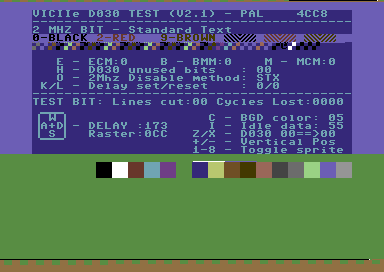 VICIIe D030 TEST (V2.1) - PAL 4CC8
2 MHZ BIT - Standard Text
0-BLACK 2-RED 9-BROWN
E - ECM:0 B - BMM:0 M - MCM:0
H - D030 unused bits : 00
J - 2Mhz Disable method: STX
K/L - Delay set/reset : 0/0
TEST BIT: Lines cut:00 Cycles Lost:0000
W C - BGD color: 05
A+D - DELAY :173 I - Idle data: 55
S Raster:0CC Z/X - D030 00==>00
+/- - Vertical Pos
1-8 - Toggle sprite